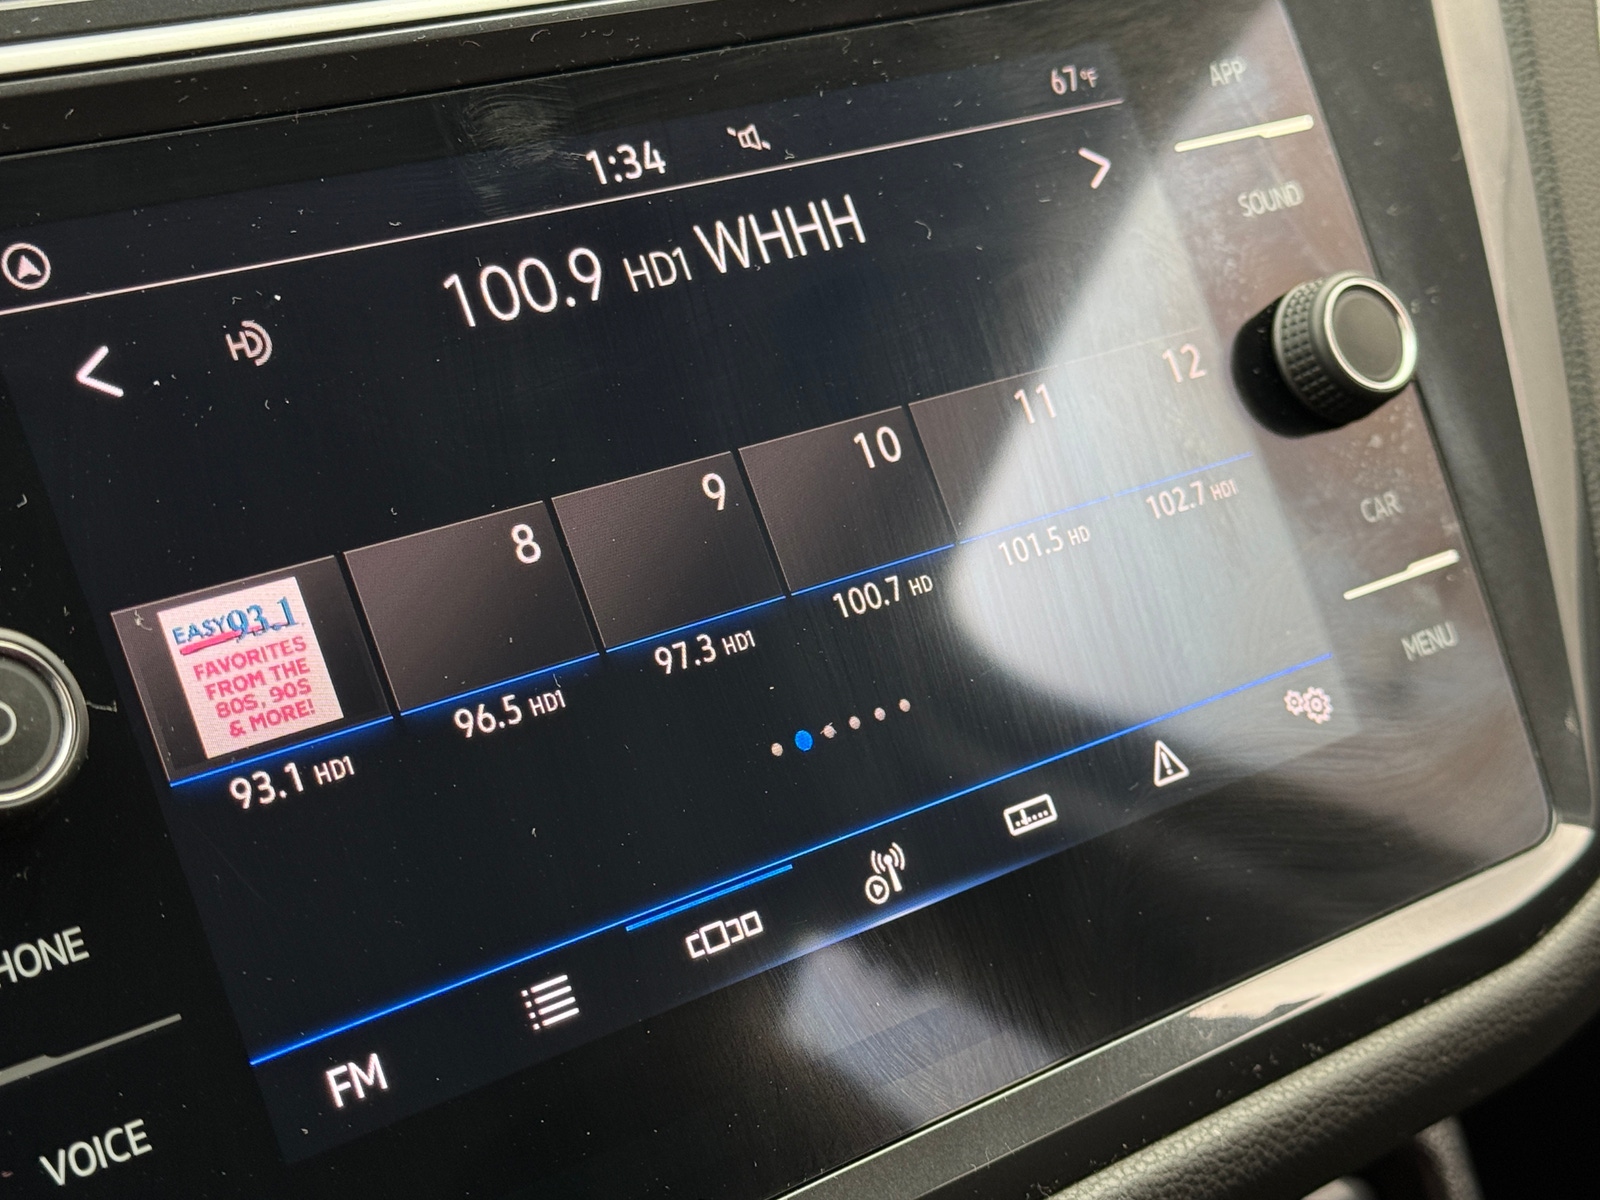 67°F
1:34
100.9 HD1 WHHH
HD
8
9
10
11
12
EASY 93.1
FAVORITES
FROM THE
80S, 90S
& MORE!
93.1 HD1
96.5 HD1
97.3 HD1
100.7 HD
101.5 HD
102.7 HD1
FM
APP
SOUND
CAR
MENU
HONE
VOICE